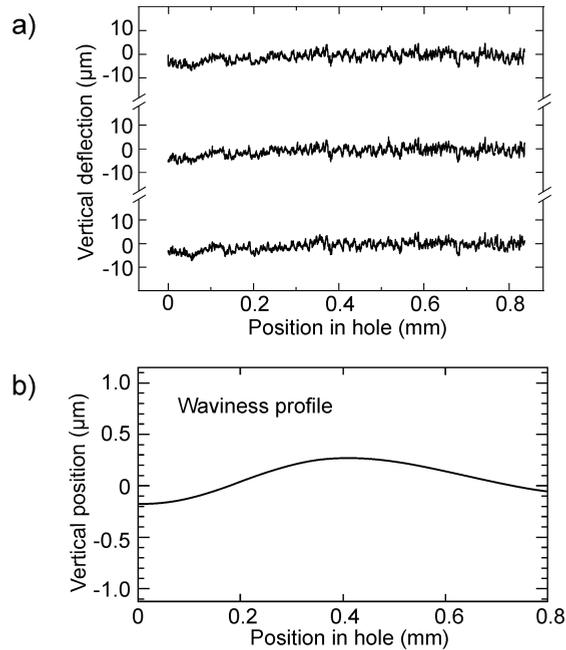 a)
Vertical deflection (μm)
10
0
-10
10
0
-10
10
0
-10
0 0.2 0.4 0.6 0.8
Position in hole (mm)
b)
Vertical position (μm)
Waviness profile
1.0
0.5
0
-0.5
-1.0
0 0.2 0.4 0.6 0.8
Position in hole (mm)